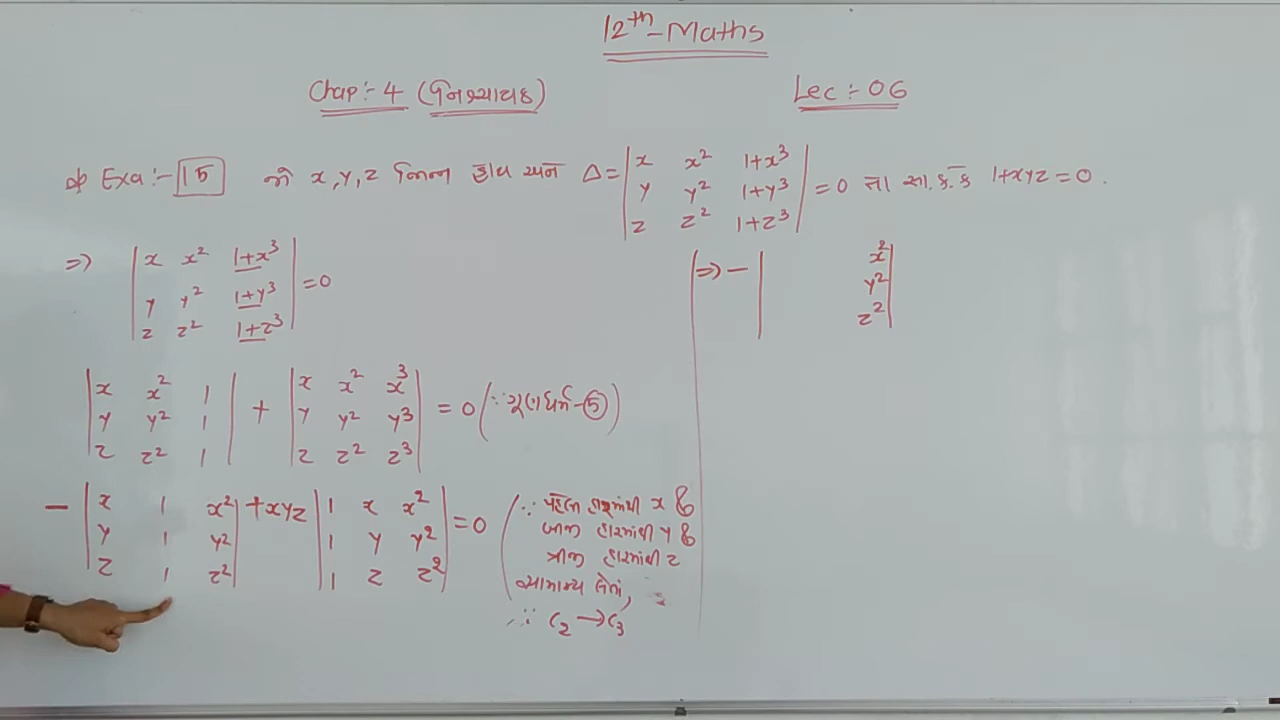 12th-Maths
Chap:- 4 (નિશ્ચાયક) Lec :- 06
Exa:- 15 જો x, y, z ભિન્ન હોય અને Δ = | x x² 1+x³ | = 0 તો સા.ક.કે 1+xyz = 0.
| y y² 1+y³ |
| z z² 1+z³ |
=> | x x² 1+x³ | = 0
| y y² 1+y³ |
| z z² 1+z³ |
| x x² 1 | + | x x² x³ | = 0 (∵ ગુણધર્મ-5)
| y y² 1 | | y y² y³ |
| z z² 1 | | z z² z³ |
- | x 1 x² | + xyz | 1 x x² | = 0
| y 1 y² | | 1 y y² |
| z 1 z² | | 1 z z² |
(∵ પહેલી હારમાંથી x &
બીજી હારમાંથી y &
ત્રીજી હારમાંથી z
સામાન્ય લેતાં,
∵ C₂ → C₃
=> - | x² |
| y² |
| z² |